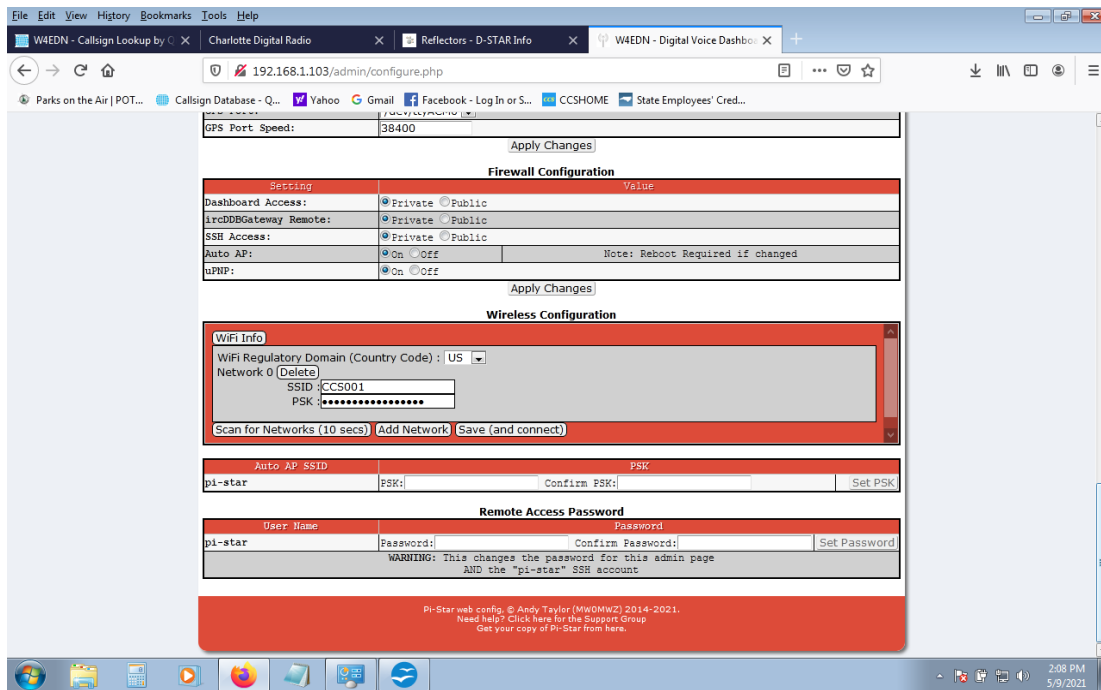 File Edit View History Bookmarks Tools Help
W4EDN - Callsign Lookup by Q
Charlotte Digital Radio
Reflectors - D-STAR Info
W4EDN - Digital Voice Dashboa
192.168.1.103/admin/configure.php
Parks on the Air | POT... Callsign Database - Q... Yahoo Gmail Facebook - Log In or S... CCSHOME State Employees' Cred...
GPS Port: /dev/ttyACM0
GPS Port Speed: 38400
Apply Changes
Firewall Configuration
Setting Value
Dashboard Access: Private Public
ircDDBGateway Remote: Private Public
SSH Access: Private Public
Auto AP: On Off Note: Reboot Required if changed
uPNP: On Off
Apply Changes
Wireless Configuration
WiFi Info
WiFi Regulatory Domain (Country Code) : US
Network 0 Delete
SSID :CCS001
PSK :•••••••••••••••••
Scan for Networks (10 secs) Add Network Save (and connect)
Auto AP SSID PSK
pi-star PSK: Confirm PSK: Set PSK
Remote Access Password
User Name Password
pi-star Password: Confirm Password: Set Password
WARNING: This changes the password for this admin page
AND the "pi-star" SSH account
Pi-Star web config, © Andy Taylor (MW0MWZ) 2014-2021.
Need help? Click here for the Support Group
Get your copy of Pi-Star from here.
2:08 PM
5/9/2021